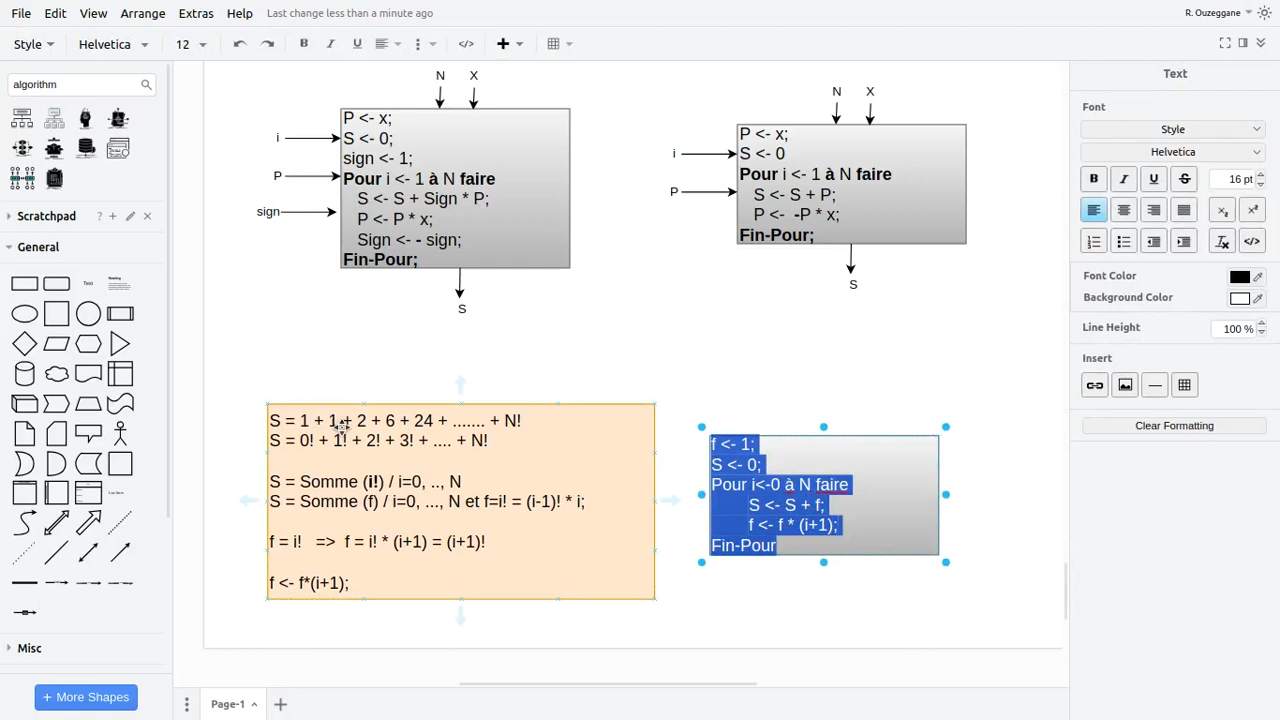 File Edit View Arrange Extras Help Last change less than a minute ago R. Ouzeggane
Style Helvetica 12
algorithm
Scratchpad
General
Text
Heading
List Item
Misc
+ More Shapes
N X
i
P
sign
P <- x;
S <- 0;
sign <- 1;
Pour i <- 1 à N faire
S <- S + Sign * P;
P <- P * x;
Sign <- - sign;
Fin-Pour;
S
N X
i
P
P <- x;
S <- 0
Pour i <- 1 à N faire
S <- S + P;
P <- -P * x;
Fin-Pour;
S
S = 1 + 1 + 2 + 6 + 24 + ....... + N!
S = 0! + 1! + 2! + 3! + .... + N!
S = Somme (i!) / i=0, .., N
S = Somme (f) / i=0, ..., N et f=i! = (i-1)! * i;
f = i! => f = i! * (i+1) = (i+1)!
f <- f*(i+1);
f <- 1;
S <- 0;
Pour i<-0 à N faire
S <- S + f;
f <- f * (i+1);
Fin-Pour
Page-1
Text
Font
Style
Helvetica
B I U S 16 pt
Font Color
Background Color
Line Height 100 %
Insert
Clear Formatting